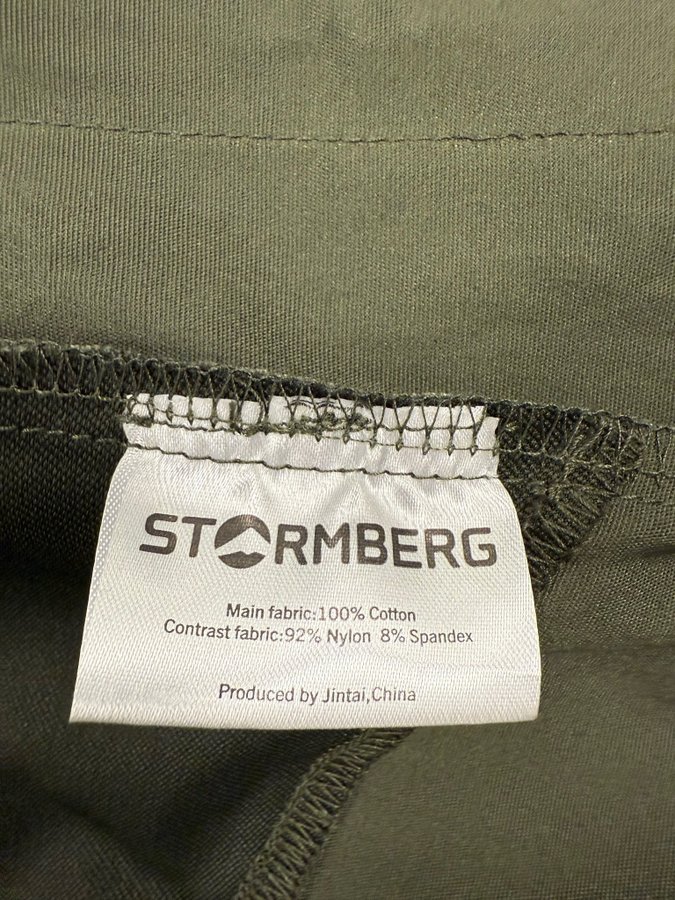 STORMBERG
Main fabric:100% Cotton
Contrast fabric:92% Nylon 8% Spandex
Produced by Jintai,China